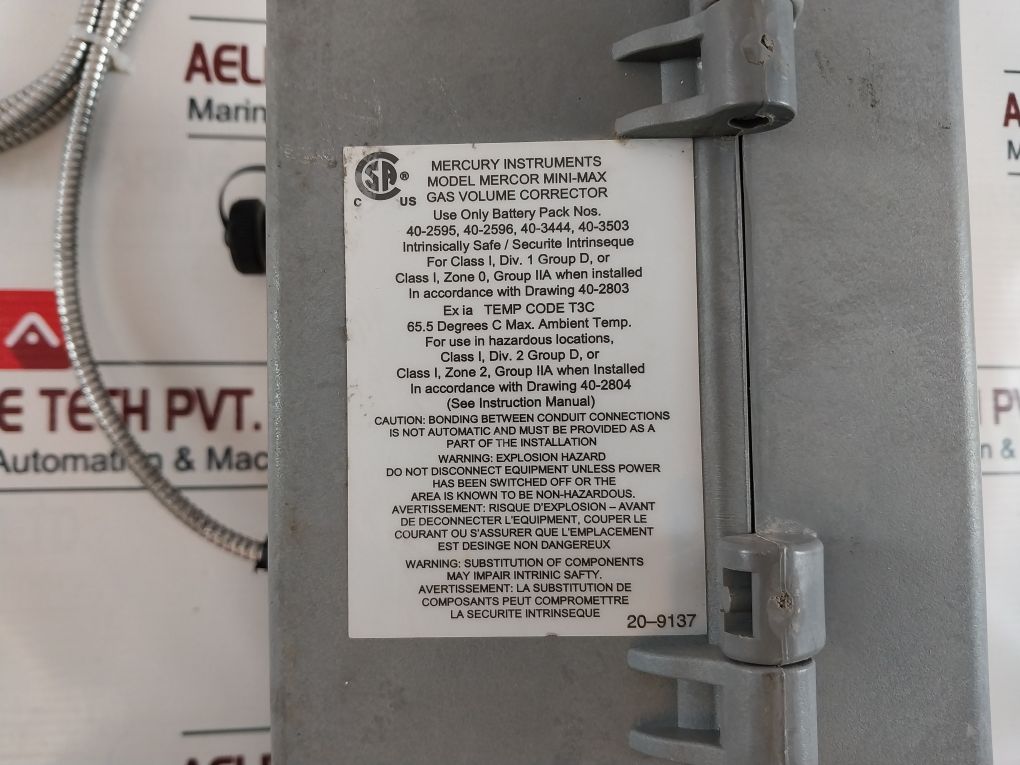 AEL
Marin
E TECH PVT.
Automation & Mac
AEL
CSA®
C US
MERCURY INSTRUMENTS
MODEL MERCOR MINI-MAX
GAS VOLUME CORRECTOR
Use Only Battery Pack Nos.
40-2595, 40-2596, 40-3444, 40-3503
Intrinsically Safe / Securite Intrinseque
For Class I, Div. 1 Group D, or
Class I, Zone 0, Group IIA when installed
In accordance with Drawing 40-2803
Ex ia TEMP CODE T3C
65.5 Degrees C Max. Ambient Temp.
For use in hazardous locations,
Class I, Div. 2 Group D, or
Class I, Zone 2, Group IIA when Installed
In accordance with Drawing 40-2804
(See Instruction Manual)
CAUTION: BONDING BETWEEN CONDUIT CONNECTIONS
IS NOT AUTOMATIC AND MUST BE PROVIDED AS A
PART OF THE INSTALLATION
WARNING: EXPLOSION HAZARD
DO NOT DISCONNECT EQUIPMENT UNLESS POWER
HAS BEEN SWITCHED OFF OR THE
AREA IS KNOWN TO BE NON-HAZARDOUS.
AVERTISSEMENT: RISQUE D'EXPLOSION – AVANT
DE DECONNECTER L'EQUIPMENT, COUPER LE
COURANT OU S'ASSURER QUE L'EMPLACEMENT
EST DESINGE NON DANGEREUX
WARNING: SUBSTITUTION OF COMPONENTS
MAY IMPAIR INTRINIC SAFTY.
AVERTISSEMENT: LA SUBSTITUTION DE
COMPOSANTS PEUT COMPROMETTRE
LA SECURITE INTRINSEQUE
20–9137